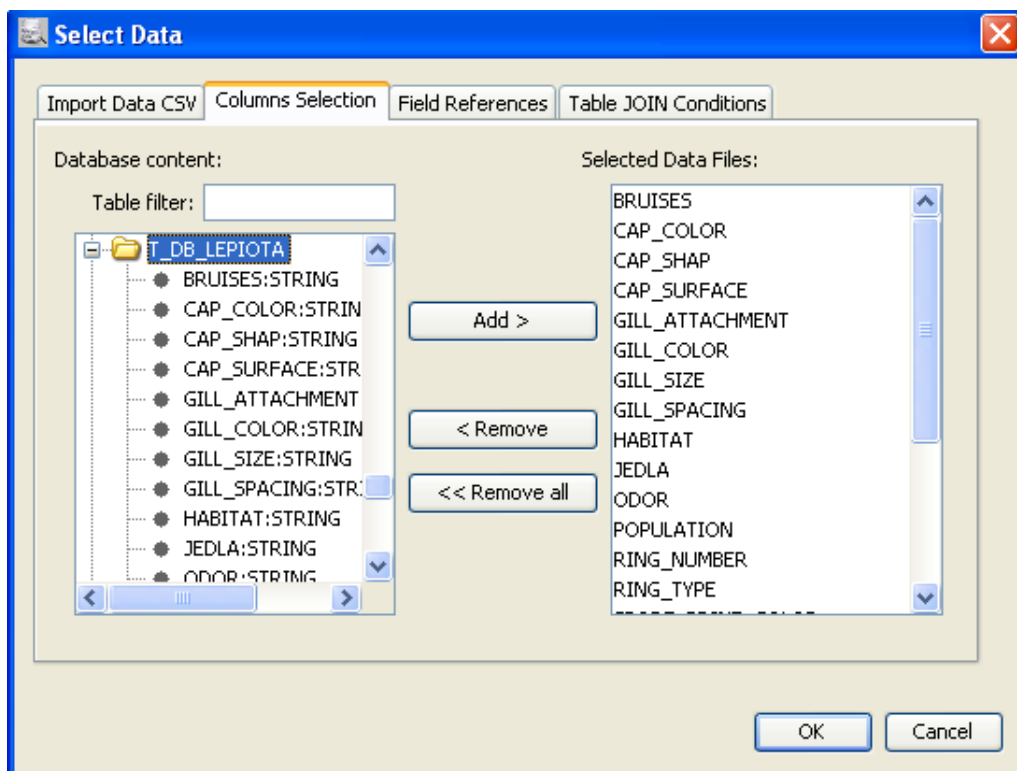 Select Data
Import Data CSV
Columns Selection
Field References
Table JOIN Conditions
Database content:
Table filter:
T_DB_LEPIOTA
BRUISES:STRING
CAP_COLOR:STRIN
CAP_SHAP:STRING
CAP_SURFACE:STR
GILL_ATTACHMENT
GILL_COLOR:STRIN
GILL_SIZE:STRING
GILL_SPACING:STRI
HABITAT:STRING
JEDLA:STRING
ODOR:STRING
Add >
< Remove
<< Remove all
Selected Data Files:
BRUISES
CAP_COLOR
CAP_SHAP
CAP_SURFACE
GILL_ATTACHMENT
GILL_COLOR
GILL_SIZE
GILL_SPACING
HABITAT
JEDLA
ODOR
POPULATION
RING_NUMBER
RING_TYPE
OK
Cancel